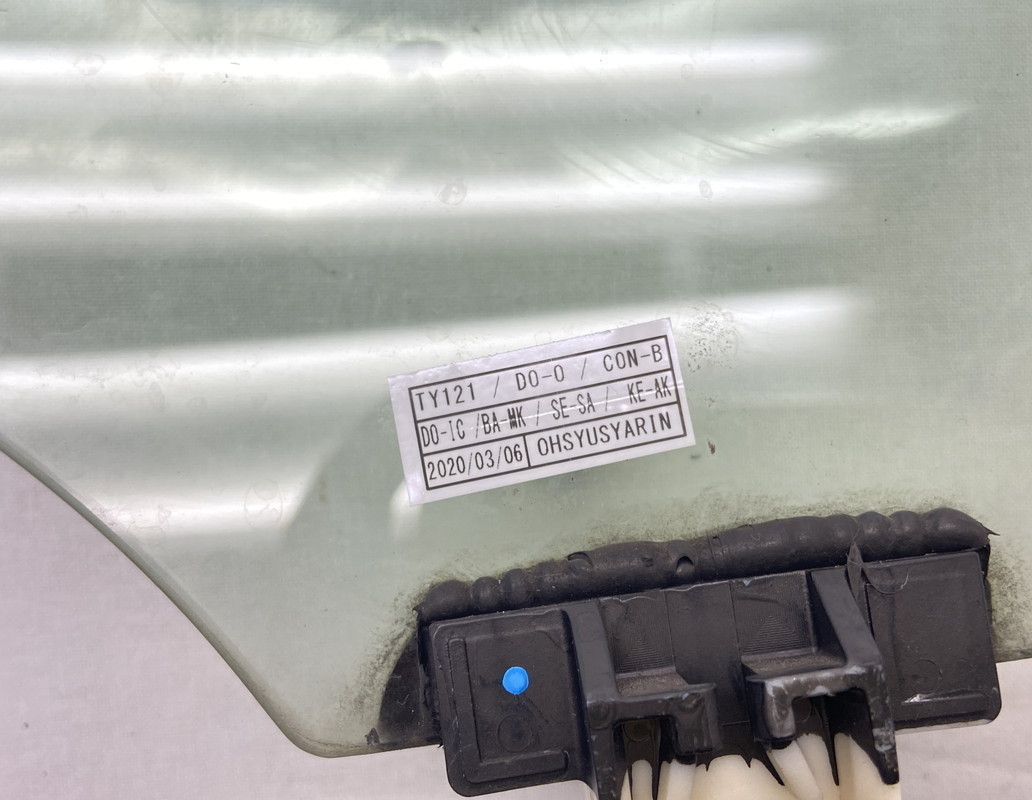 TY121 / DO-O / CON-B
DO-IC /BA-MK / SE-SA / KE-AK
2020/03/06 OHSYUSYARIN